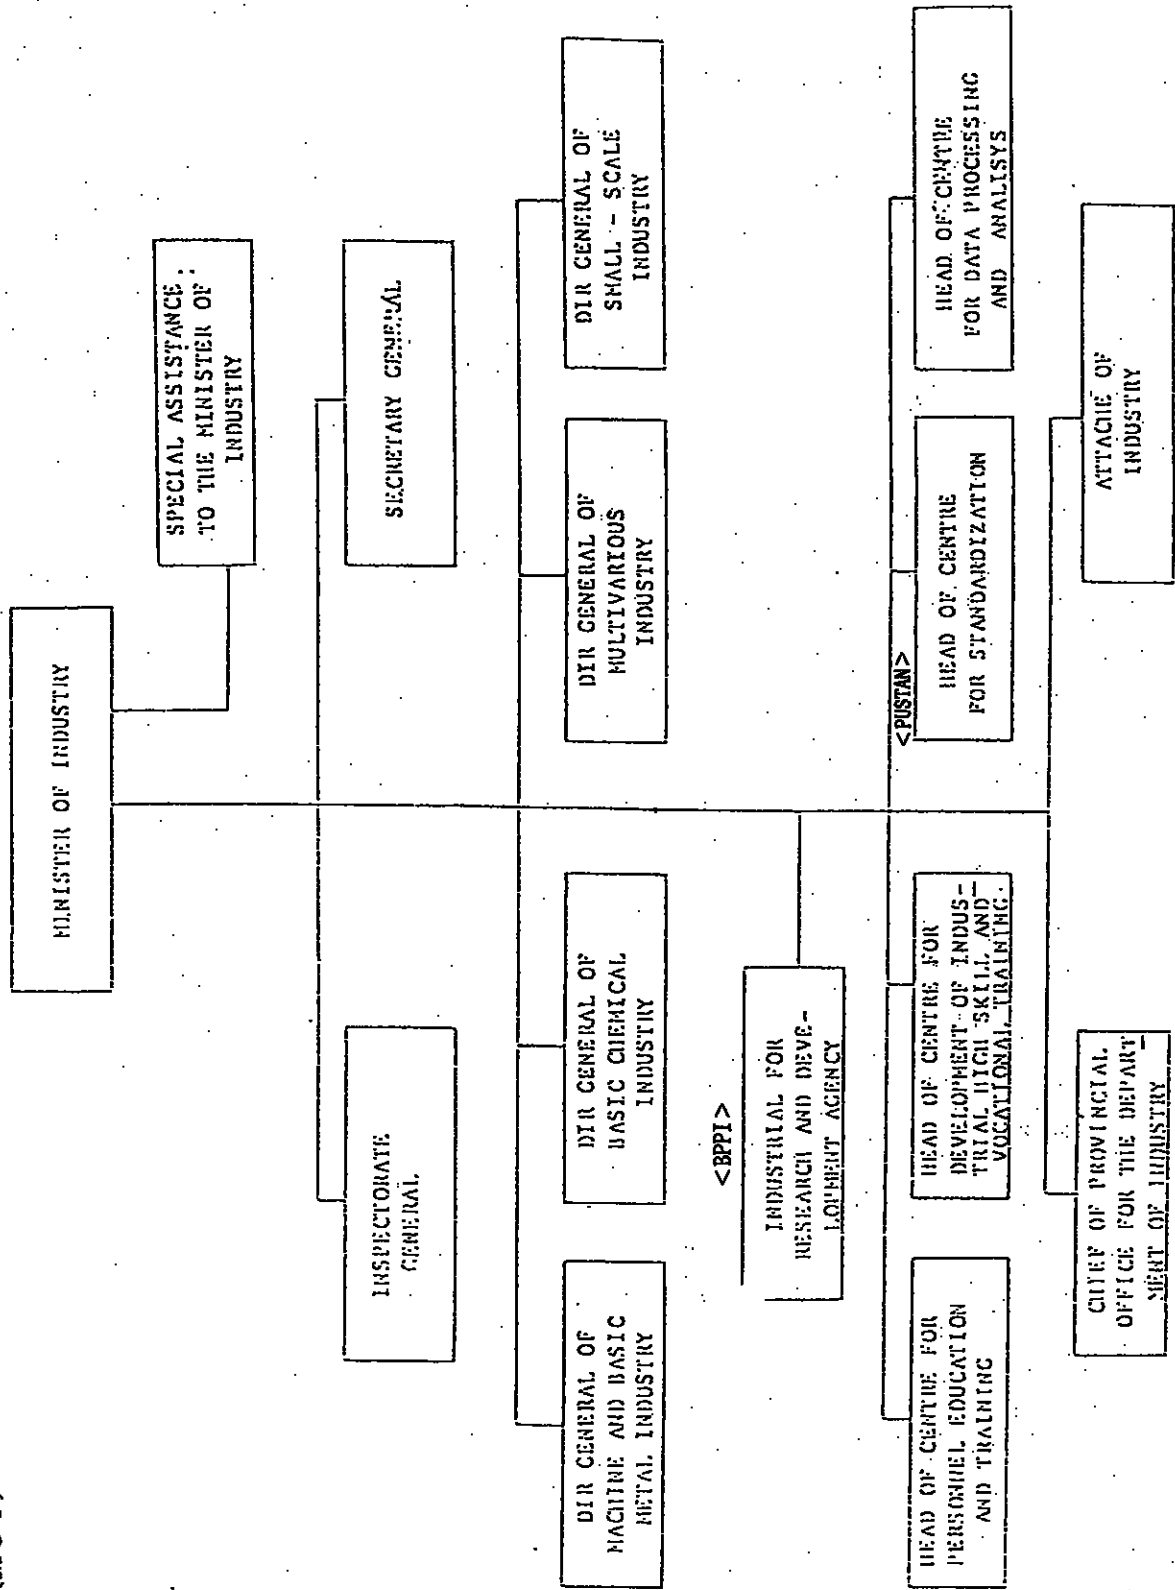 MINISTER OF INDUSTRY
SPECIAL ASSISTANCE
TO THE MINISTER OF
INDUSTRY
INSPECTORATE
GENERAL
SECRETARY GENERAL
DIR GENERAL OF
MACHINE AND BASIC
METAL INDUSTRY
DIR GENERAL OF
BASIC CHEMICAL
INDUSTRY
DIR GENERAL OF
MULTIVARIOUS
INDUSTRY
DIR GENERAL OF
SMALL - SCALE
INDUSTRY
<BPPI>
INDUSTRIAL FOR
RESEARCH AND DEVE-
LOPMENT AGENCY
<PUSTAN>
HEAD OF CENTRE FOR
PERSONNEL EDUCATION
AND TRAINING
HEAD OF CENTRE FOR
DEVELOPMENT OF INDUS-
TRIAL HIGH SKILL AND
VOCATIONAL TRAINING.
HEAD OF CENTRE
FOR STANDARDIZATION
HEAD OF CENTRE
FOR DATA PROCESSING
AND ANALISYS
CHIEF OF PROVINCIAL
OFFICE FOR THE DEPART-
MENT OF INDUSTRY
ATTACHE OF
INDUSTRY